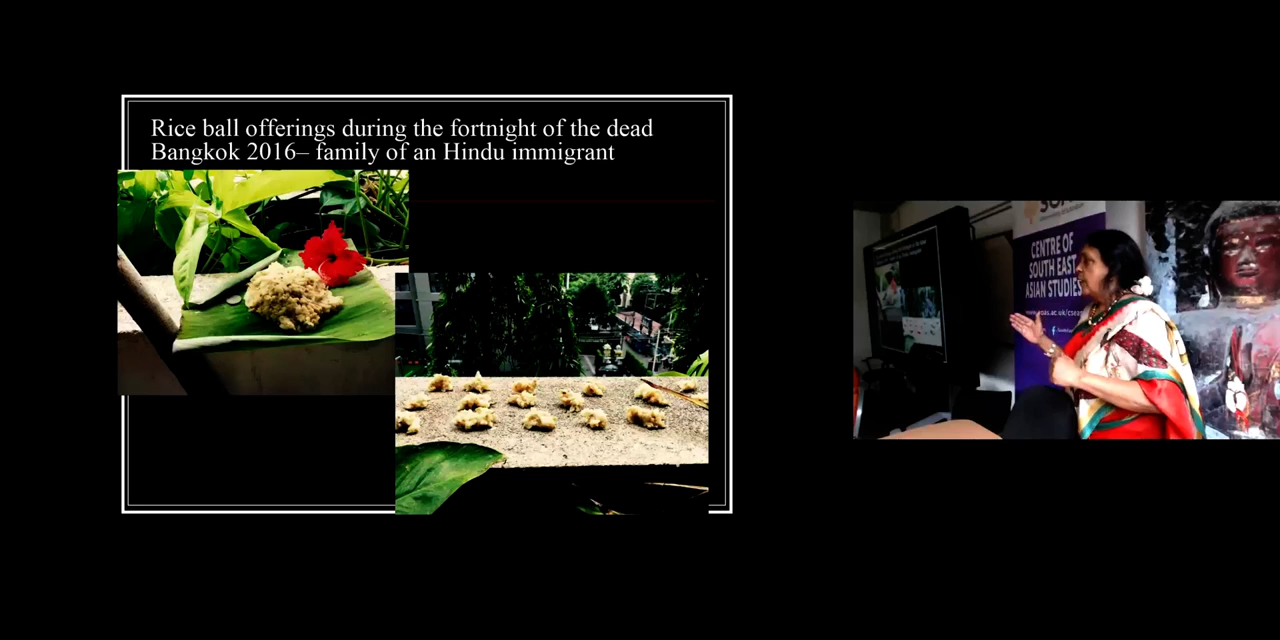 Rice ball offerings during the fortnight of the dead
Bangkok 2016– family of an Hindu immigrant
CENTRE OF
SOUTH EAST
ASIAN STUDIES